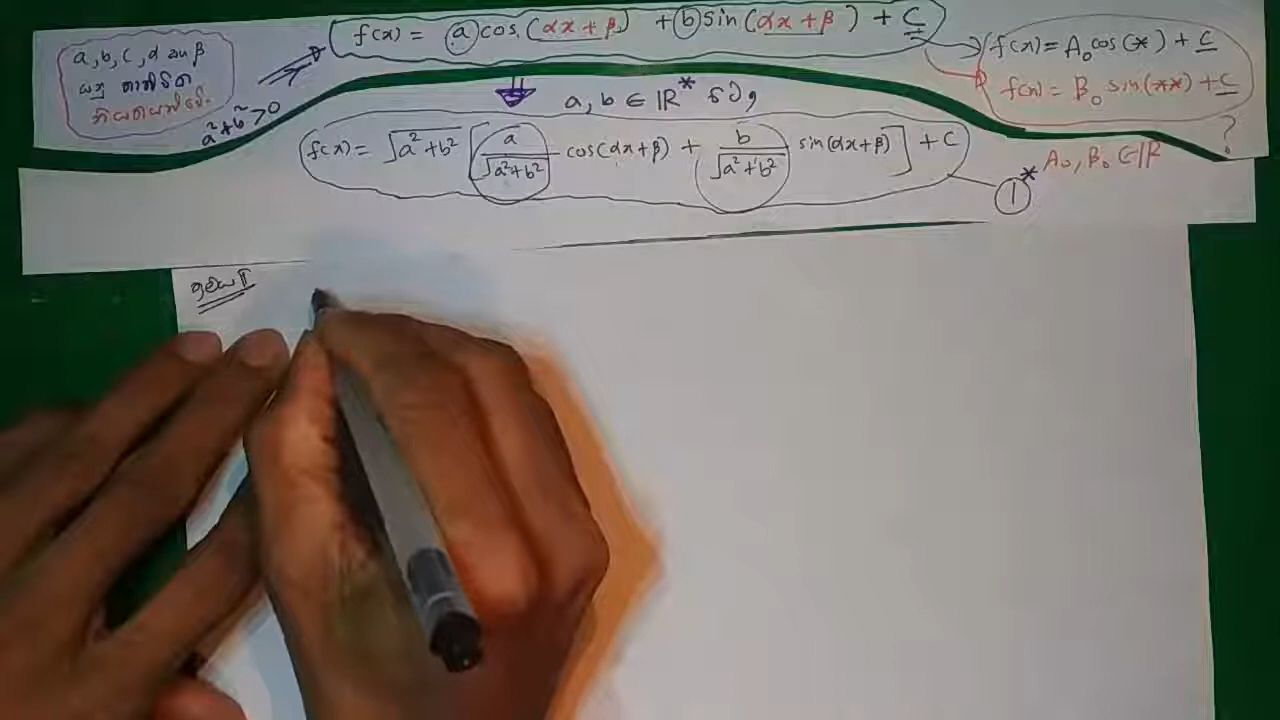 f(x) = a cos (αx + β) + b sin (αx + β) + c
a, b, c, α සහ β
යනු තාත්වික
නියතයන් වේ.
a² + b² > 0
f(x) = A₀ cos(*) + c
f(x) = B₀ sin(**) + c
?
a, b ∈ ℝ* විට,
f(x) = √(a² + b²) [ a/√(a² + b²) cos(αx + β) + b/√(a² + b²) sin(αx + β) ] + c
①*
A₀, B₀ ∈ ℝ